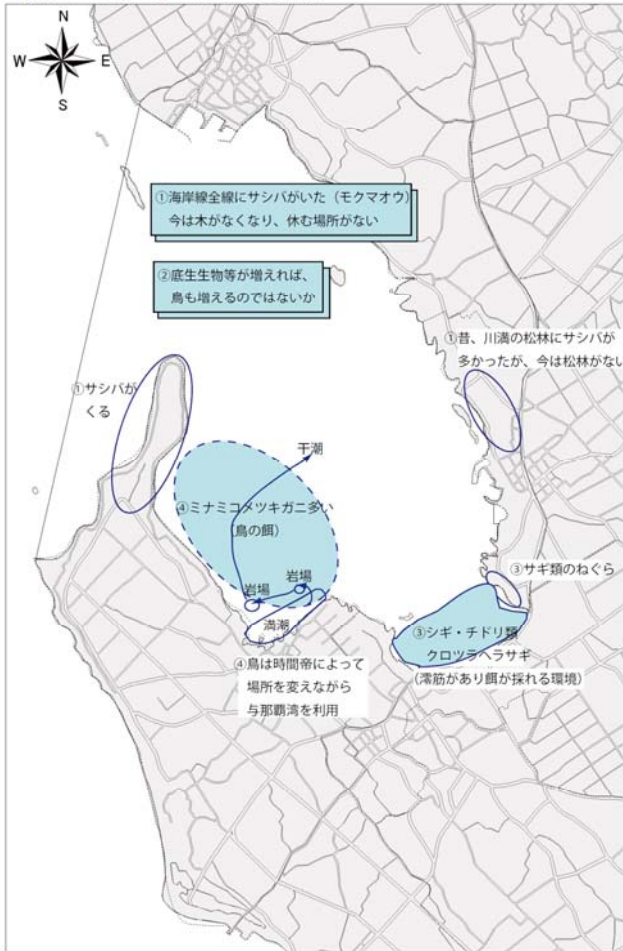 N
W E
S
①海岸線全線にサシバがいた（モクマオウ）
今は木がなくなり、休む場所がない
②底生生物等が増えれば、
鳥も増えるのではないか
①昔、川満の松林にサシバが
多かったが、今は松林がない
①サシバが
くる
干潮
④ミナミコメツキガニ多い
（鳥の餌）
岩場
岩場
満潮
③サギ類のねぐら
③シギ・チドリ類
クロツラヘラサギ
（澪筋があり餌が採れる環境）
④鳥は時間帯によって
場所を変えながら
与那覇湾を利用